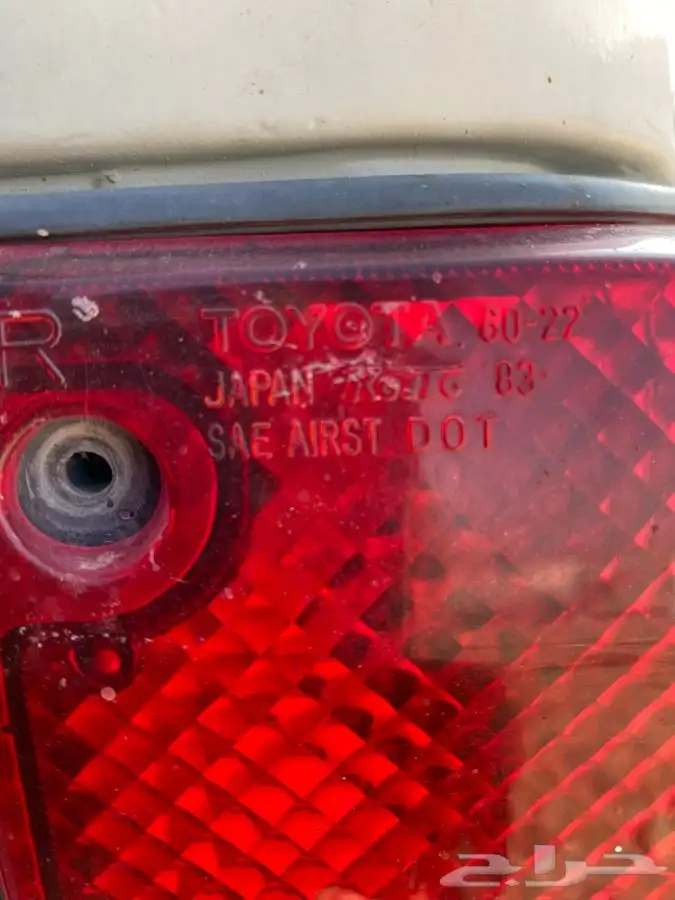 R
TOYOTA 60-22
JAPAN 83
SAE AIRST DOT
حراج